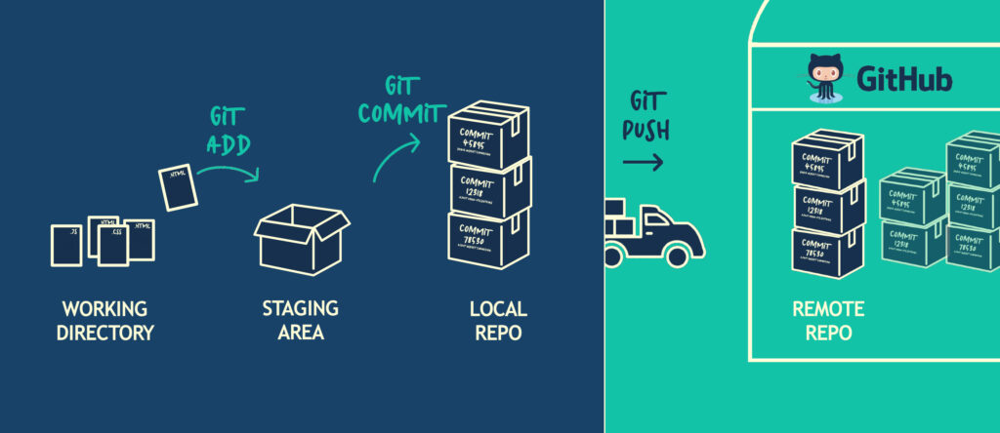 GIT
ADD
GIT
COMMIT
GIT
PUSH
GitHub
.HTML
.JS
.HTML
.CSS
.HTML
COMMIT
45895
COMMIT
12318
COMMIT
78530
COMMIT
45895
COMMIT
12318
COMMIT
78530
COMMIT
45895
COMMIT
12318
COMMIT
45895
COMMIT
12318
COMMIT
78530
WORKING
DIRECTORY
STAGING
AREA
LOCAL
REPO
REMOTE
REPO